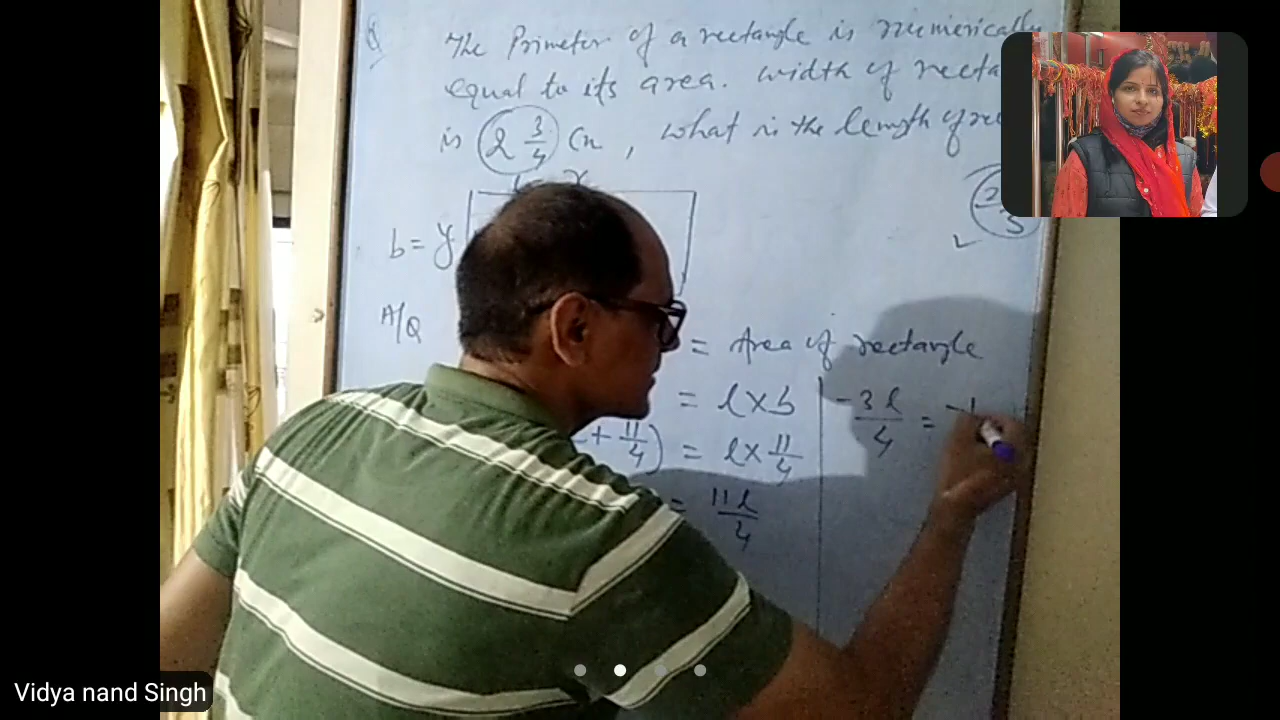 Q The Primeter of a rectangle is numerically
equal to its area. Width of recta
is 2 3/4 Cm, What is the length of re
b = y
A/Q
= Area of rectangle
= l x b
+ 11/4) = l x 11/4
= 11l/4
-3l/4 = -1
Vidya nand Singh